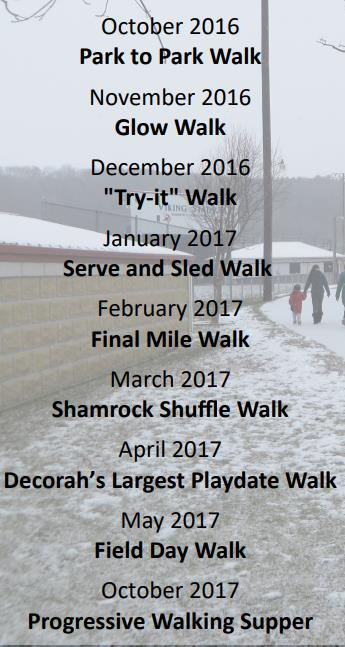 October 2016
Park to Park Walk
November 2016
Glow Walk
December 2016
"Try-it" Walk
VIKING
January 2017
Serve and Sled Walk
February 2017
Final Mile Walk
March 2017
Shamrock Shuffle Walk
April 2017
Decorah’s Largest Playdate Walk
May 2017
Field Day Walk
October 2017
Progressive Walking Supper